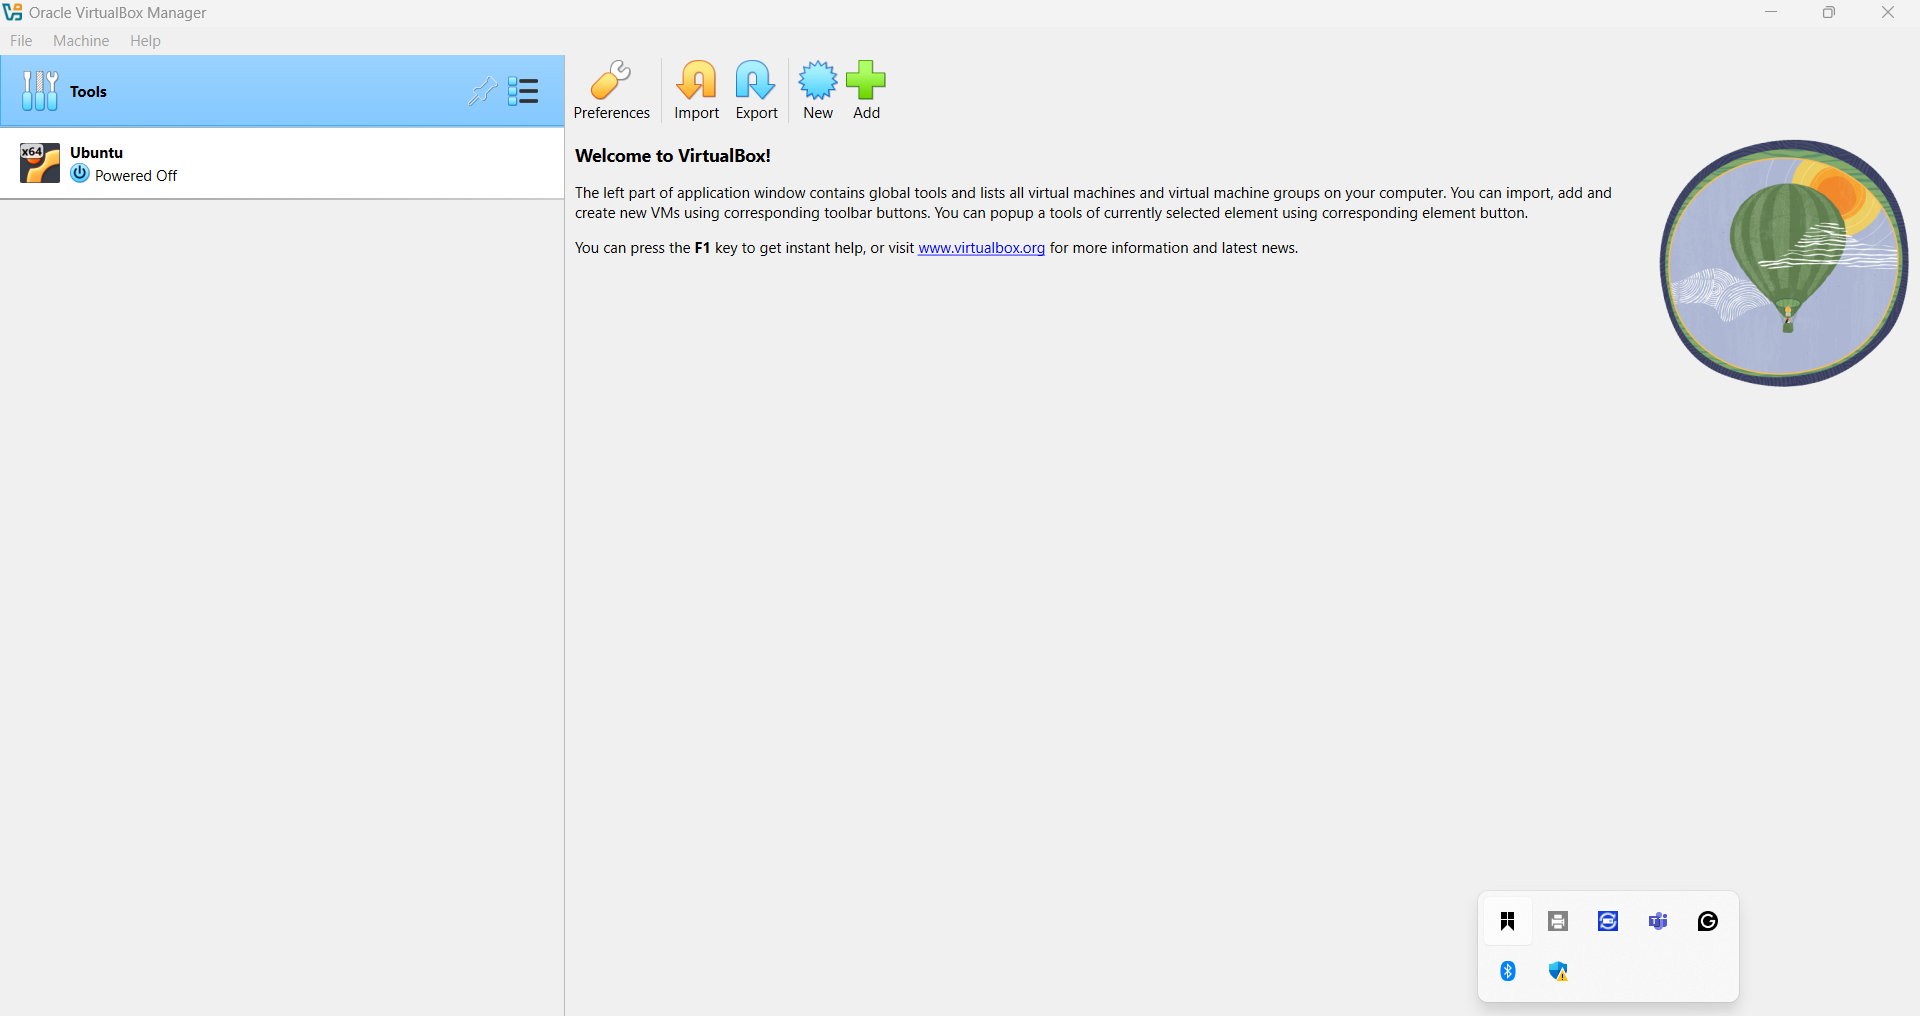 Oracle VirtualBox Manager
File Machine Help
Tools
Preferences Import Export New Add
x64 Ubuntu
Powered Off
Welcome to VirtualBox!
The left part of application window contains global tools and lists all virtual machines and virtual machine groups on your computer. You can import, add and
create new VMs using corresponding toolbar buttons. You can popup a tools of currently selected element using corresponding element button.
You can press the F1 key to get instant help, or visit www.virtualbox.org for more information and latest news.